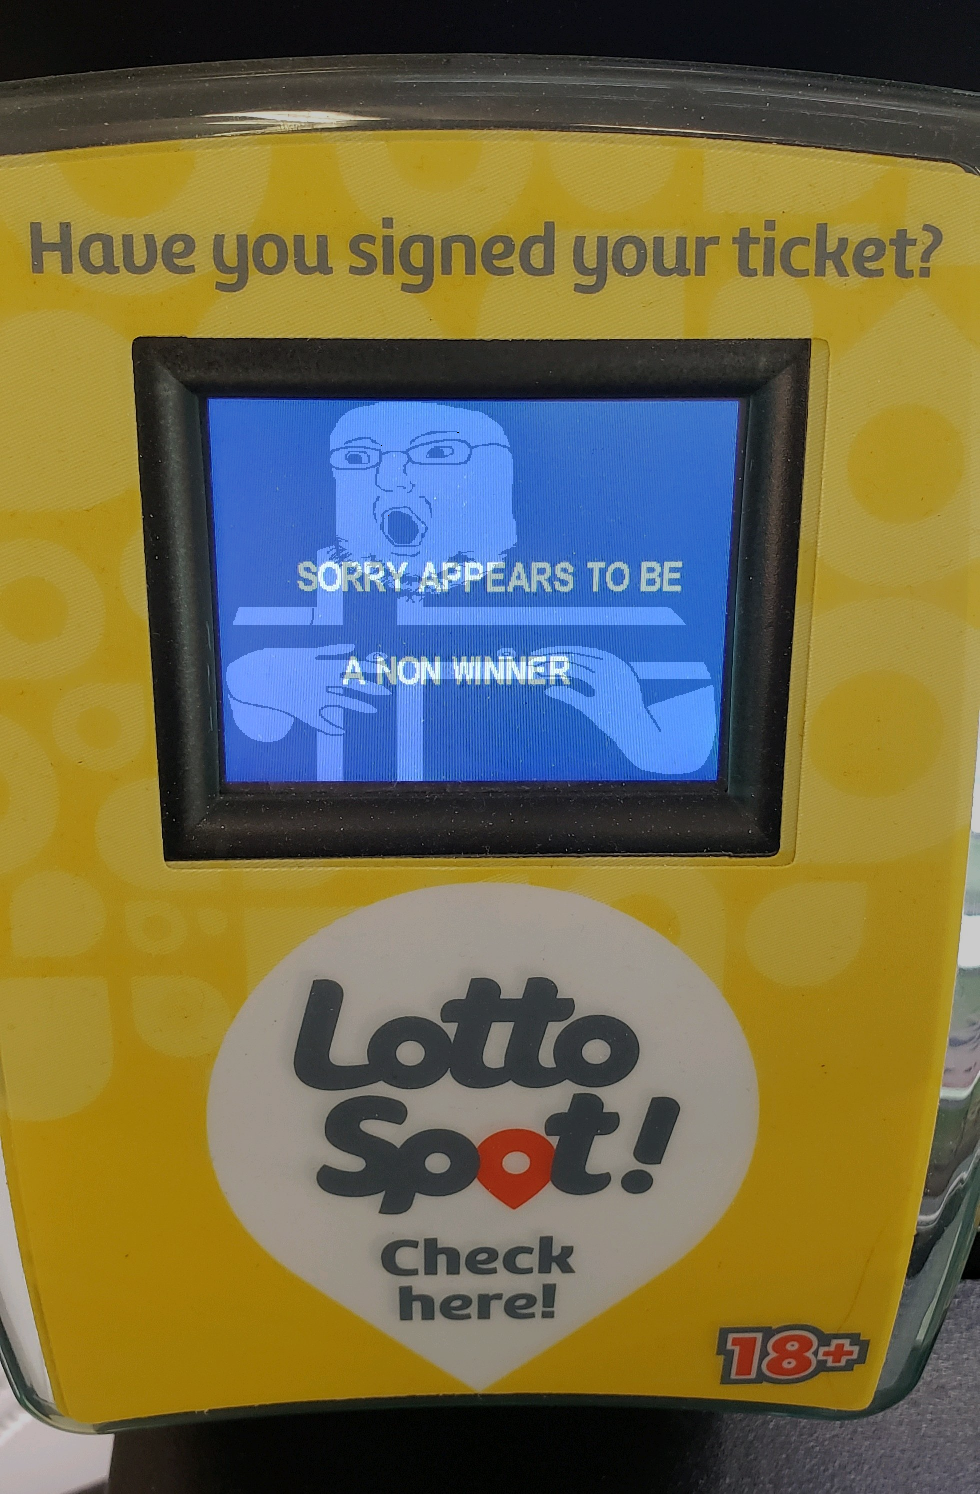 Have you signed your ticket?
SORRY APPEARS TO BE
A NON WINNER
Lotto
Spot!
Check
here!
18+